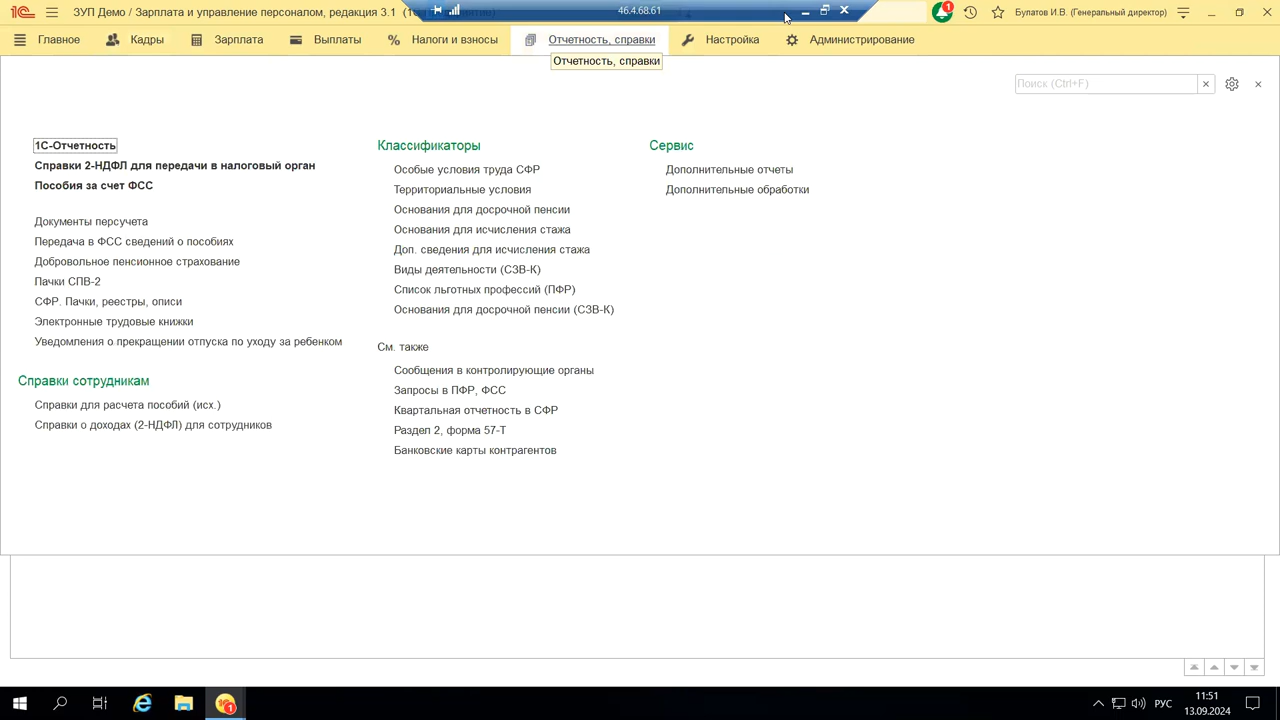 ЗУП Демо / Зарплата и управление персоналом, редакция 3.1 (1С
46.4.68.61
1
Булатов И.В. (Генеральный директор)
Главное
Кадры
Зарплата
Выплаты
Налоги и взносы
Отчетность, справки
Настройка
Администрирование
Отчетность, справки
Поиск (Ctrl+F)
1С-Отчетность
Справки 2-НДФЛ для передачи в налоговый орган
Пособия за счет ФСС
Документы персучета
Передача в ФСС сведений о пособиях
Добровольное пенсионное страхование
Пачки СПВ-2
СФР. Пачки, реестры, описи
Электронные трудовые книжки
Уведомления о прекращении отпуска по уходу за ребенком
Справки сотрудникам
Справки для расчета пособий (исх.)
Справки о доходах (2-НДФЛ) для сотрудников
Классификаторы
Особые условия труда СФР
Территориальные условия
Основания для досрочной пенсии
Основания для исчисления стажа
Доп. сведения для исчисления стажа
Виды деятельности (СЗВ-К)
Список льготных профессий (ПФР)
Основания для досрочной пенсии (СЗВ-К)
См. также
Сообщения в контролирующие органы
Запросы в ПФР, ФСС
Квартальная отчетность в СФР
Раздел 2, форма 57-Т
Банковские карты контрагентов
Сервис
Дополнительные отчеты
Дополнительные обработки
1
РУС
11:51
13.09.2024